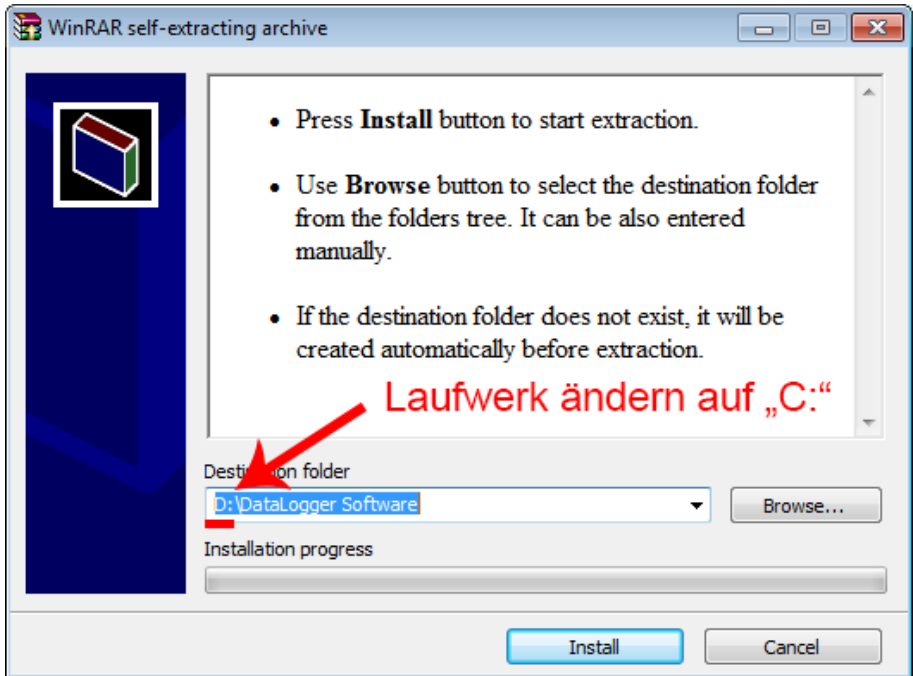 WinRAR self-extracting archive
Press Install button to start extraction.
Use Browse button to select the destination folder
from the folders tree. It can be also entered
manually.
If the destination folder does not exist, it will be
created automatically before extraction.
Laufwerk ändern auf „C:“
Destination folder
D:\DataLogger Software
Browse...
Installation progress
Install
Cancel